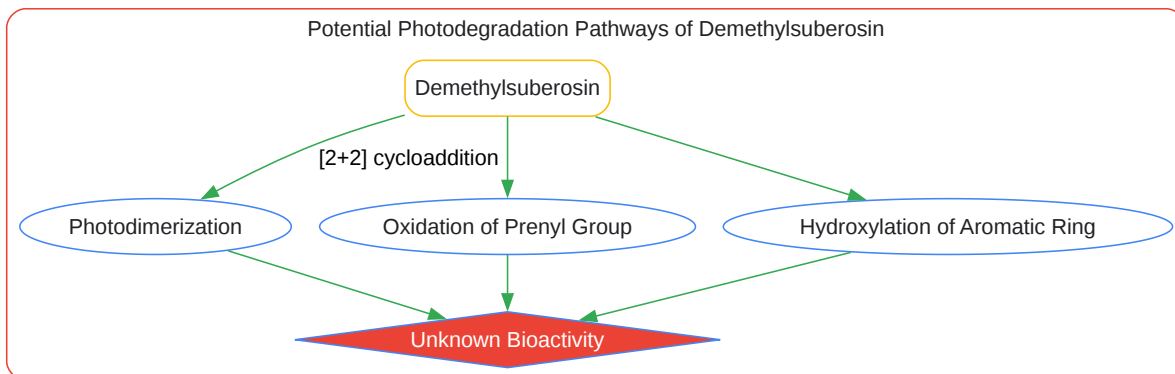 Potential Photodegradation Pathways of Demethylsuberosin
Demethylsuberosin
[2+2] cycloaddition
Photodimerization
Oxidation of Prenyl Group
Hydroxylation of Aromatic Ring
Unknown Bioactivity